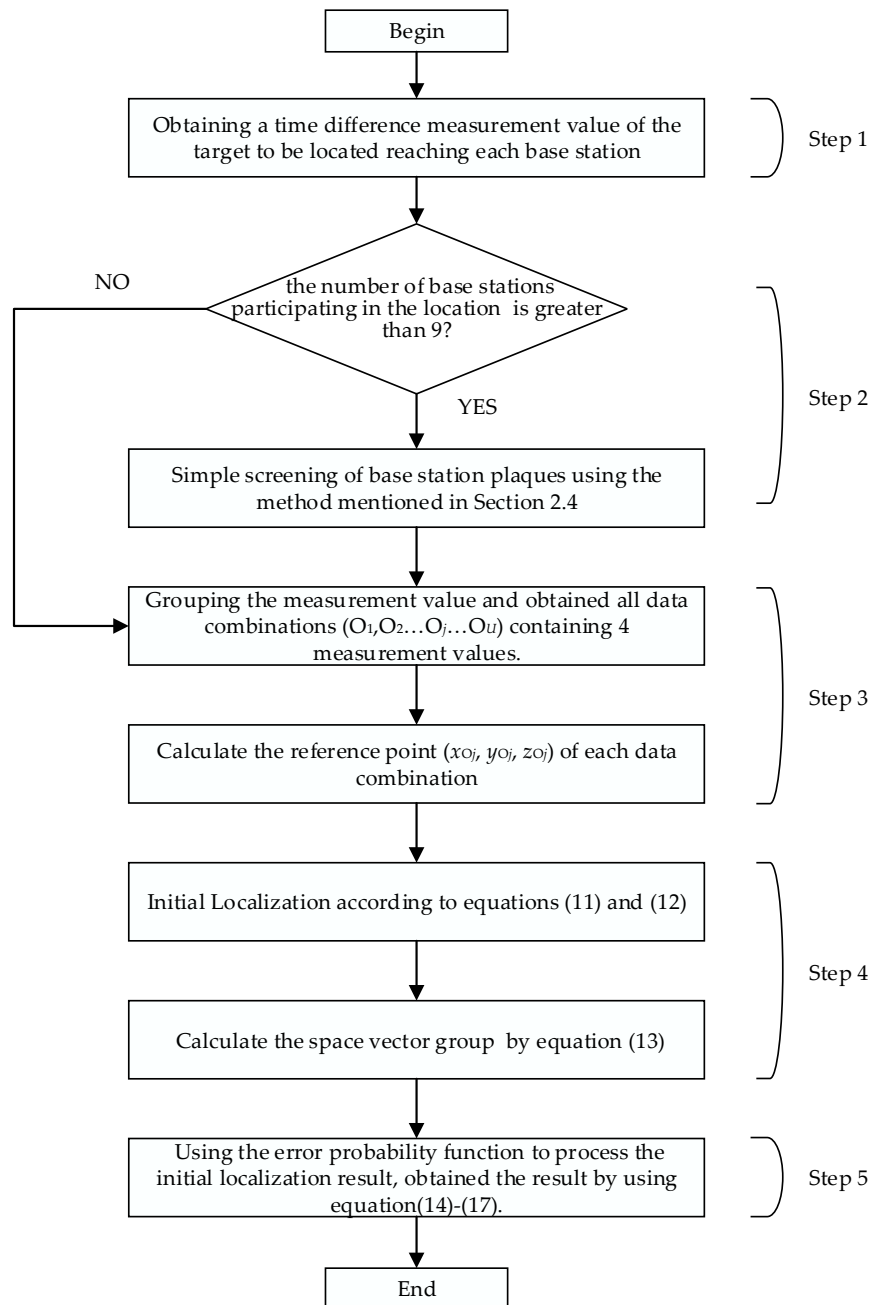 Begin
Obtaining a time difference measurement value of the
target to be located reaching each base station
Step 1
NO
the number of base stations
participating in the location is greater
than 9?
YES
Step 2
Simple screening of base station plaques using the
method mentioned in Section 2.4
Grouping the measurement value and obtained all data
combinations (O₁,O₂…Oⱼ…O_U) containing 4
measurement values.
Step 3
Calculate the reference point (x_Oj, y_Oj, z_Oj) of each data
combination
Initial Localization according to equations (11) and (12)
Step 4
Calculate the space vector group by equation (13)
Using the error probability function to process the
initial localization result, obtained the result by using
equation(14)-(17).
Step 5
End